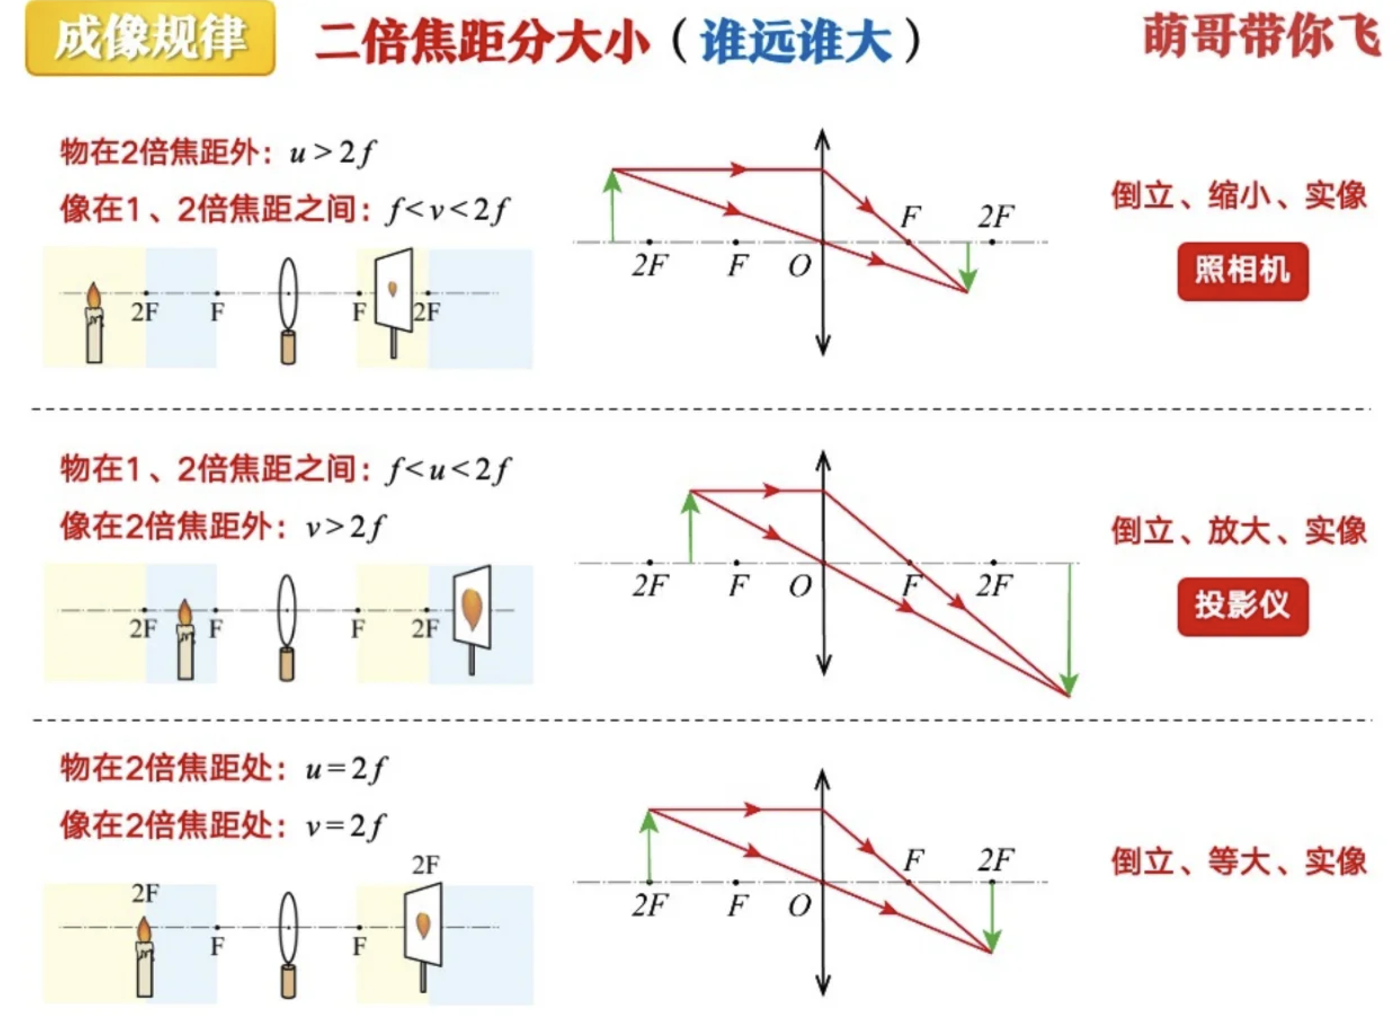 成像规律 二倍焦距分大小（谁远谁大） 萌哥带你飞
物在2倍焦距外：u>2f
像在1、2倍焦距之间：f<v<2f
2F F F 2F
2F F O F 2F
倒立、缩小、实像
照相机
物在1、2倍焦距之间：f<u<2f
像在2倍焦距外：v>2f
2F F F 2F
2F F O F 2F
倒立、放大、实像
投影仪
物在2倍焦距处：u=2f
像在2倍焦距处：v=2f
2F F F 2F
2F F O F 2F
倒立、等大、实像